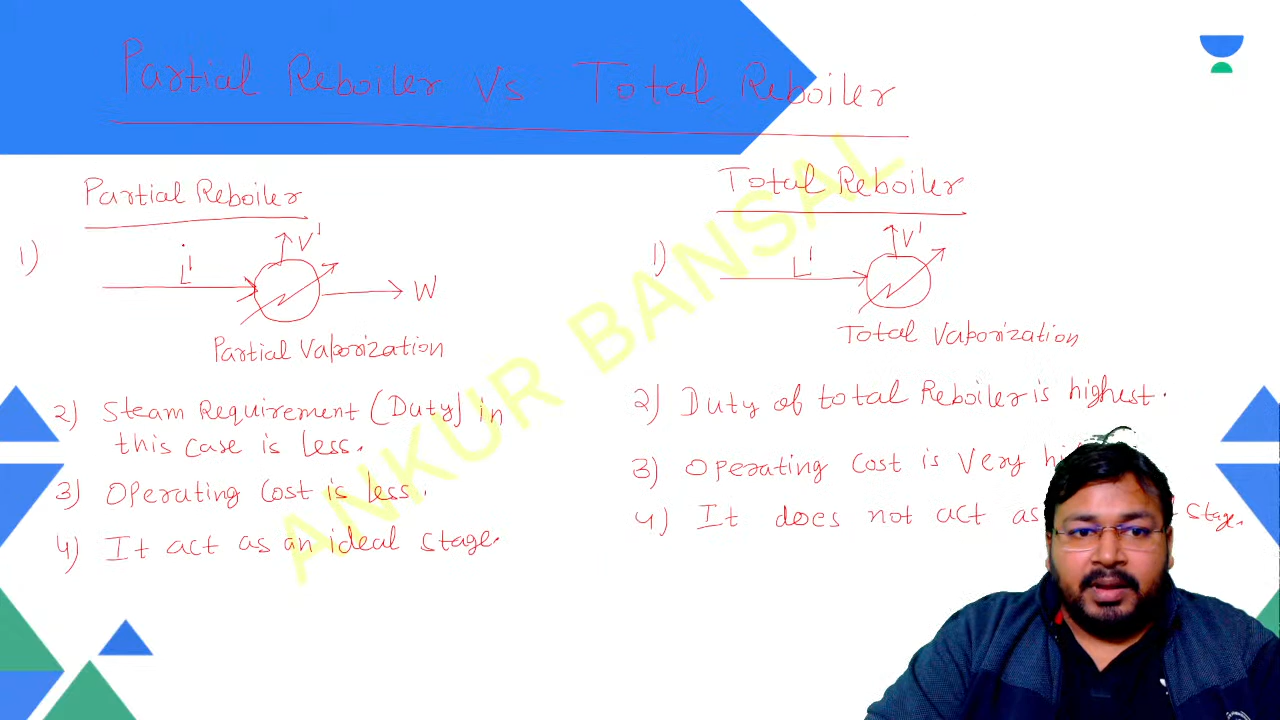 Partial Reboiler Vs Total Reboiler
Partial Reboiler
1)
L'
V'
W
Partial Vaporization
2) Steam Requirement (Duty) in
this case is less.
3) Operating Cost is less.
4) It act as an ideal stage.
Total Reboiler
1)
L'
V'
Total Vaporization
2) Duty of total Reboiler is highest.
3) Operating Cost is Very
4) It does not act as stage.
ANKUR BANSAL